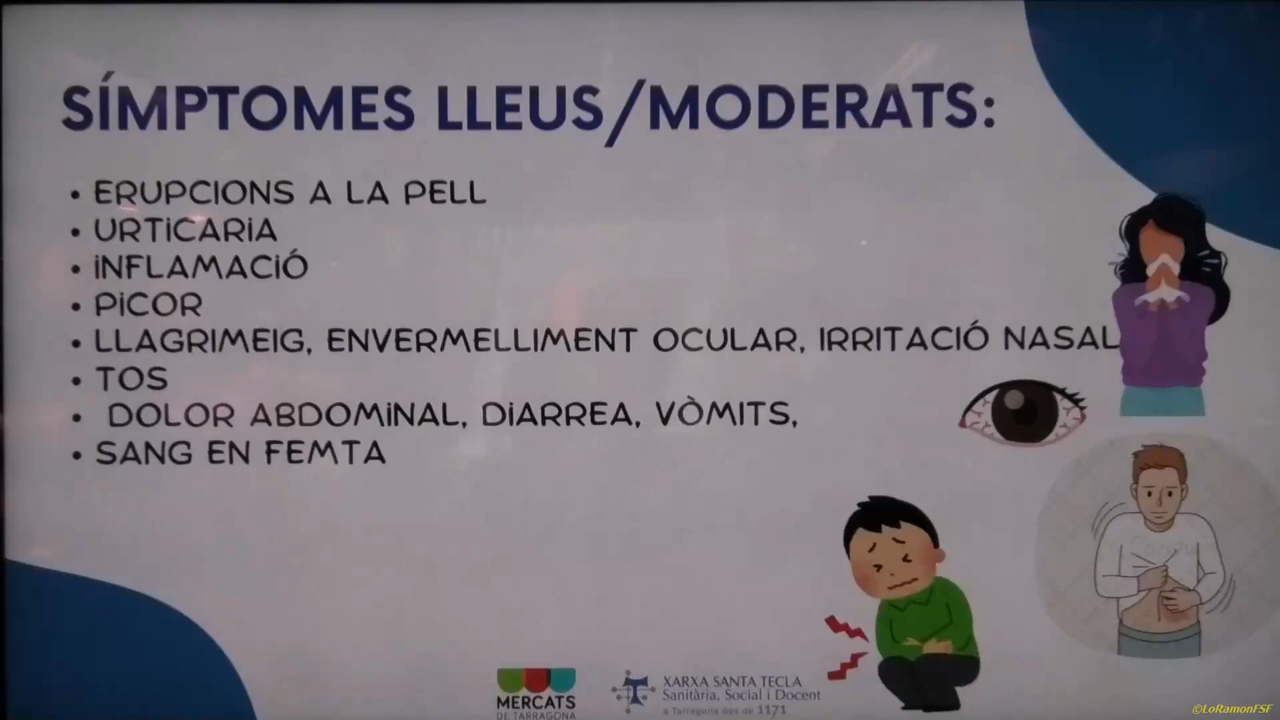 SÍMPTOMES LLEUS/MODERATS:
• ERUPCIONS A LA PELL
• URTICARIA
• INFLAMACIÓ
• PICOR
• LLAGRIMEIG, ENVERMELLIMENT OCULAR, IRRITACIÓ NASAL
• TOS
• DOLOR ABDOMINAL, DIARREA, VÒMITS,
• SANG EN FEMTA
MERCATS
DE TARRAGONA
XARXA SANTA TECLA
Sanitària, Social i Docent
a Tarragona des de 1171
©LoRamonFSF